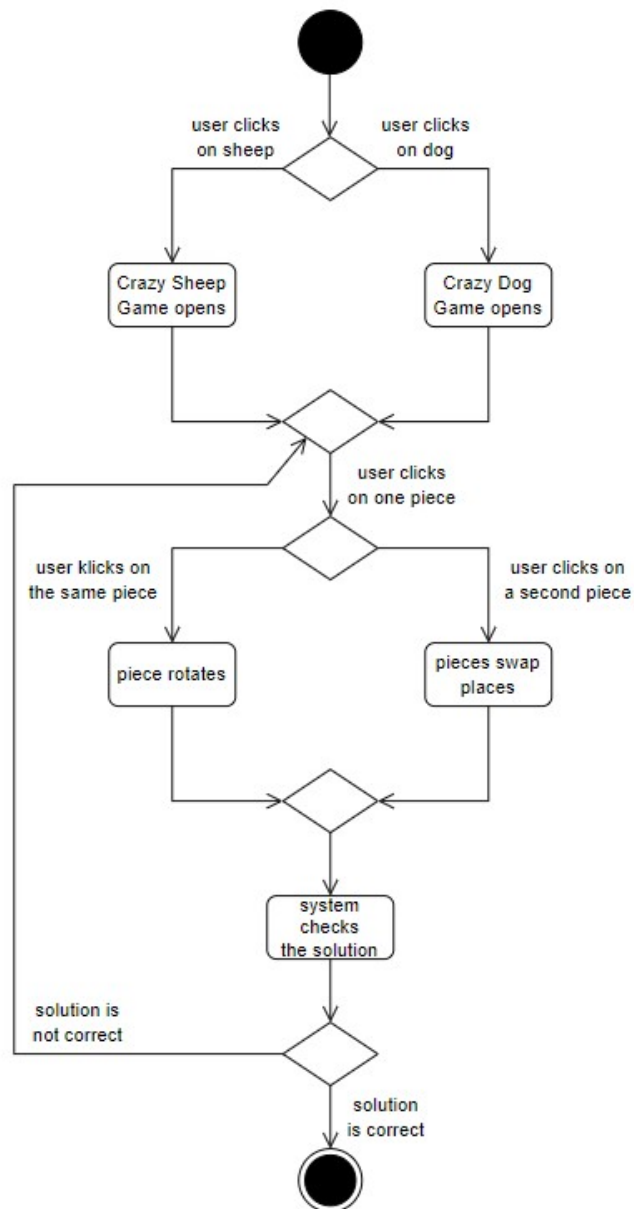 user clicks
on sheep
user clicks
on dog
Crazy Sheep
Game opens
Crazy Dog
Game opens
user clicks
on one piece
user klicks on
the same piece
user clicks on
a second piece
piece rotates
pieces swap
places
system
checks
the solution
solution is
not correct
solution
is correct